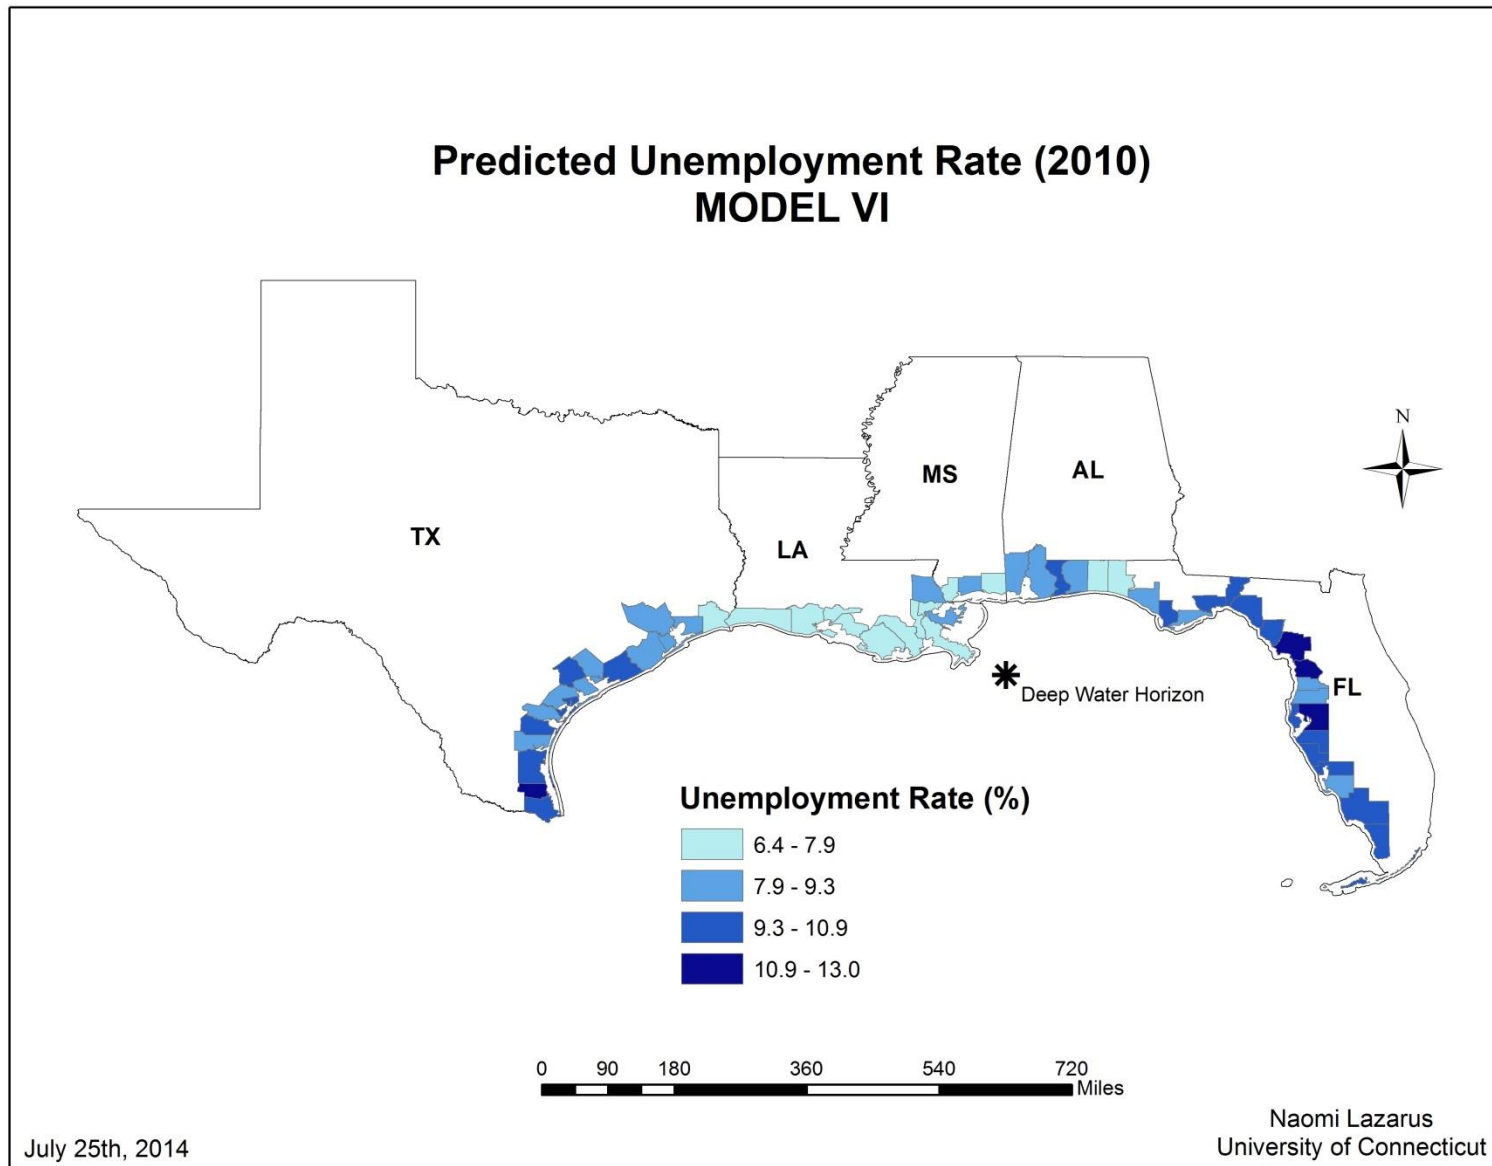 Predicted Unemployment Rate (2010)
MODEL VI
N
MS
AL
TX
LA
FL
Deep Water Horizon
Unemployment Rate (%)
6.4 - 7.9
7.9 - 9.3
9.3 - 10.9
10.9 - 13.0
0 90 180 360 540 720
Miles
July 25th, 2014
Naomi Lazarus
University of Connecticut